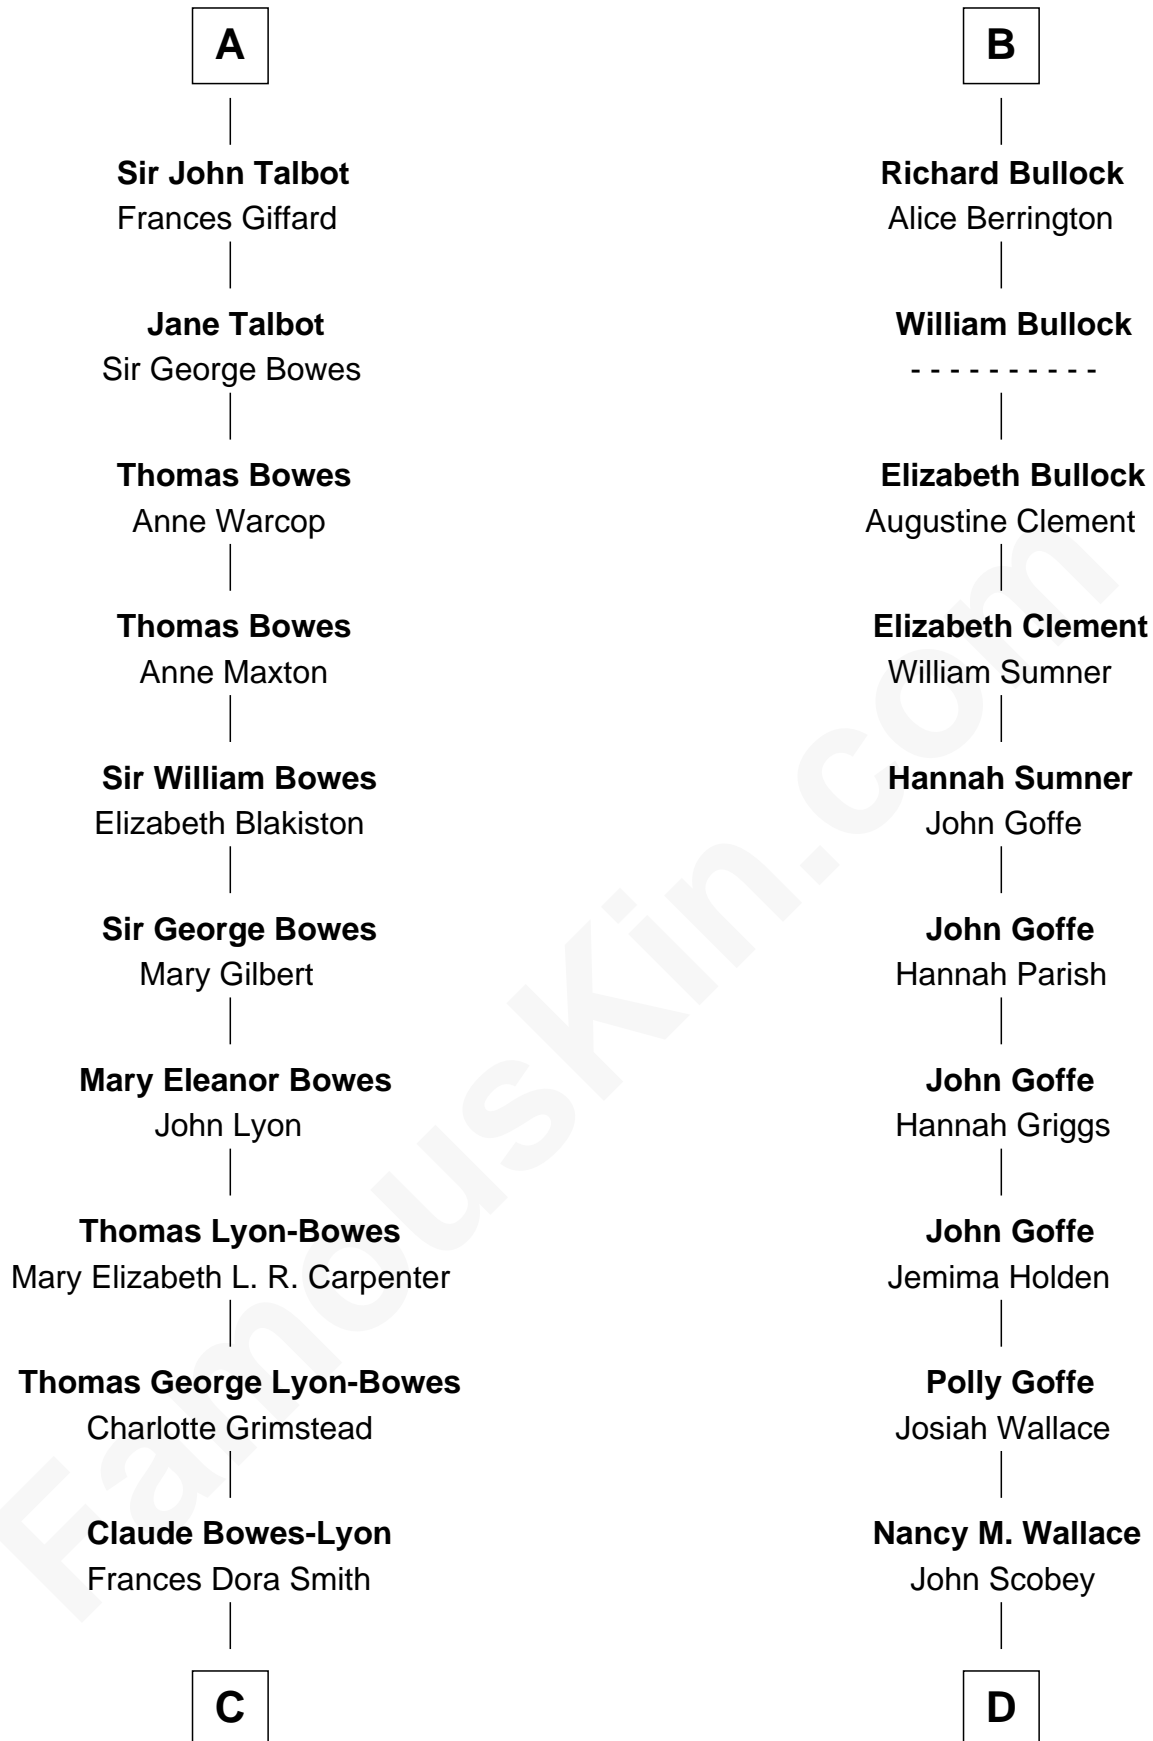 A
Sir John Talbot
Frances Giffard
Jane Talbot
Sir George Bowes
Thomas Bowes
Anne Warcop
Thomas Bowes
Anne Maxton
Sir William Bowes
Elizabeth Blakiston
Sir George Bowes
Mary Gilbert
Mary Eleanor Bowes
John Lyon
Thomas Lyon-Bowes
Mary Elizabeth L. R. Carpenter
Thomas George Lyon-Bowes
Charlotte Grimstead
Claude Bowes-Lyon
Frances Dora Smith
C
B
Richard Bullock
Alice Berrington
William Bullock
- - - - - - - - - -
Elizabeth Bullock
Augustine Clement
Elizabeth Clement
William Sumner
Hannah Sumner
John Goffe
John Goffe
Hannah Parish
John Goffe
Hannah Griggs
John Goffe
Jemima Holden
Polly Goffe
Josiah Wallace
Nancy M. Wallace
John Scobey
D
FamousKin.com